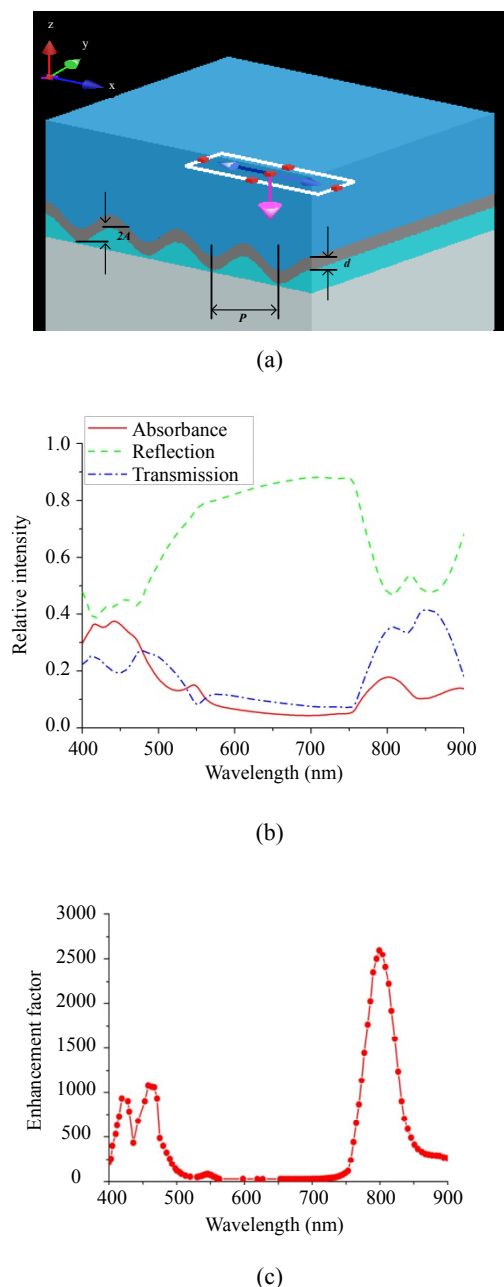 z
y
x
2A
d
P
(a)
Absorbance
Reflection
Transmission
1.0
0.8
0.6
0.4
0.2
0.0
Relative intensity
400 500 600 700 800 900
Wavelength (nm)
(b)
3000
2500
2000
1500
1000
500
0
Enhancement factor
400 500 600 700 800 900
Wavelength (nm)
(c)